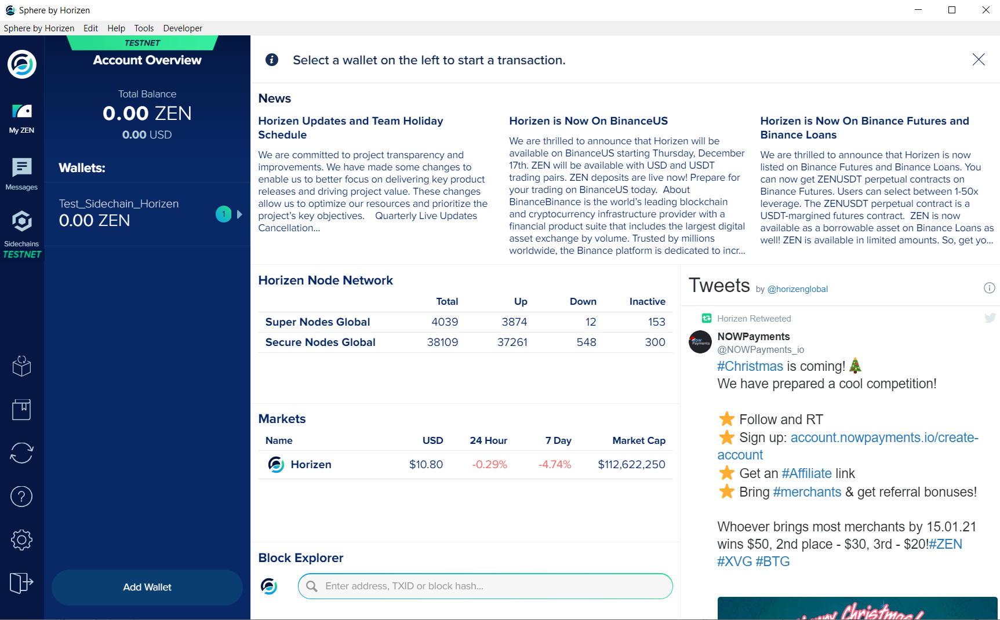 Sphere by Horizen
Sphere by Horizen Edit Help Tools Developer
TESTNET
Account Overview
Total Balance
0.00 ZEN
0.00 USD
My ZEN
Messages
Sidechains
TESTNET
Wallets:
Test_Sidechain_Horizen
0.00 ZEN
1
Add Wallet
Select a wallet on the left to start a transaction.
News
Horizen Updates and Team Holiday
Schedule
We are committed to project transparency and
improvements. We have made some changes to
enable us to better focus on delivering key product
releases and driving project value. These changes
allow us to optimize our resources and prioritize the
project’s key objectives. Quarterly Live Updates
Cancellation...
Horizen is Now On BinanceUS
We are thrilled to announce that Horizen will be
available on BinanceUS starting Thursday, December
17th. ZEN will be available with USD and USDT
trading pairs. ZEN deposits are live now! Prepare for
your trading on BinanceUS today. About
BinanceBinance is the world’s leading blockchain
and cryptocurrency infrastructure provider with a
financial product suite that includes the largest digital
asset exchange by volume. Trusted by millions
worldwide, the Binance platform is dedicated to incr...
Horizen is Now On Binance Futures and
Binance Loans
We are thrilled to announce that Horizen is now
listed on Binance Futures and Binance Loans. You
can now get ZENUSDT perpetual contracts on
Binance Futures. Users can select between 1-50x
leverage. The ZENUSDT perpetual contract is a
USDT-margined futures contract. ZEN is now
available as a borrowable asset on Binance Loans as
well! ZEN is available in limited amounts. So, get yo...
Horizen Node Network
Total Up Down Inactive
Super Nodes Global 4039 3874 12 153
Secure Nodes Global 38109 37261 548 300
Markets
Name USD 24 Hour 7 Day Market Cap
Horizen $10.80 -0.29% -4.74% $112,622,250
Block Explorer
Enter address, TXID or block hash...
Tweets by @horizenglobal
Horizen Retweeted
NOW Payments
NOWPayments
@NOWPayments_io
#Christmas is coming!🎄
We have prepared a cool competition!
⭐ Follow and RT
⭐ Sign up: account.nowpayments.io/create-
account
⭐ Get an #Affiliate link
⭐ Bring #merchants & get referral bonuses!
Whoever brings most merchants by 15.01.21
wins $50, 2nd place - $30, 3rd - $20!#ZEN
#XVG #BTG
Christmas!